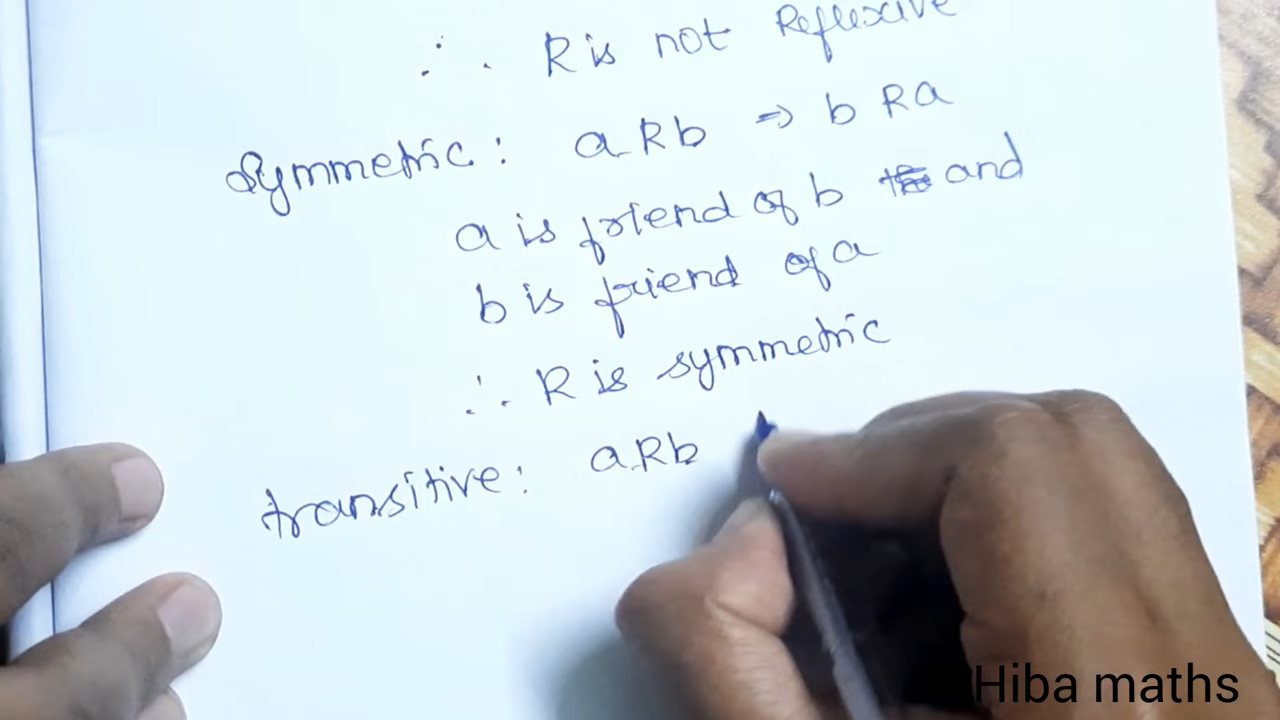 ∴ R is not Reflexive
Symmetric: aRb ⇒ bRa
a is friend of b and
b is friend of a
∴ R is symmetric
transitive: aRb
Hiba maths